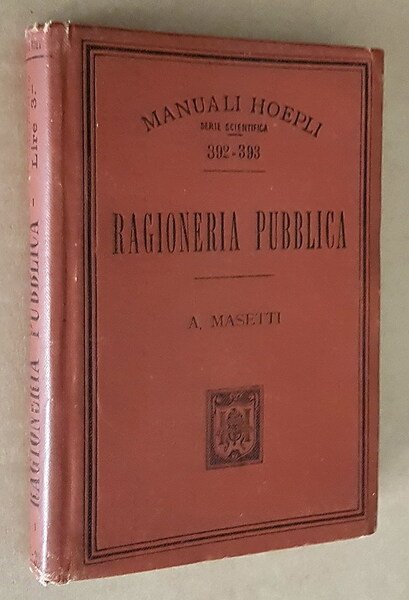 MANUALI HOEPLI
SERIE SCIENTIFICA
392-393
RAGIONERIA PUBBLICA
A. MASETTI
RAGIONERIA PUBBLICA - Lire 3